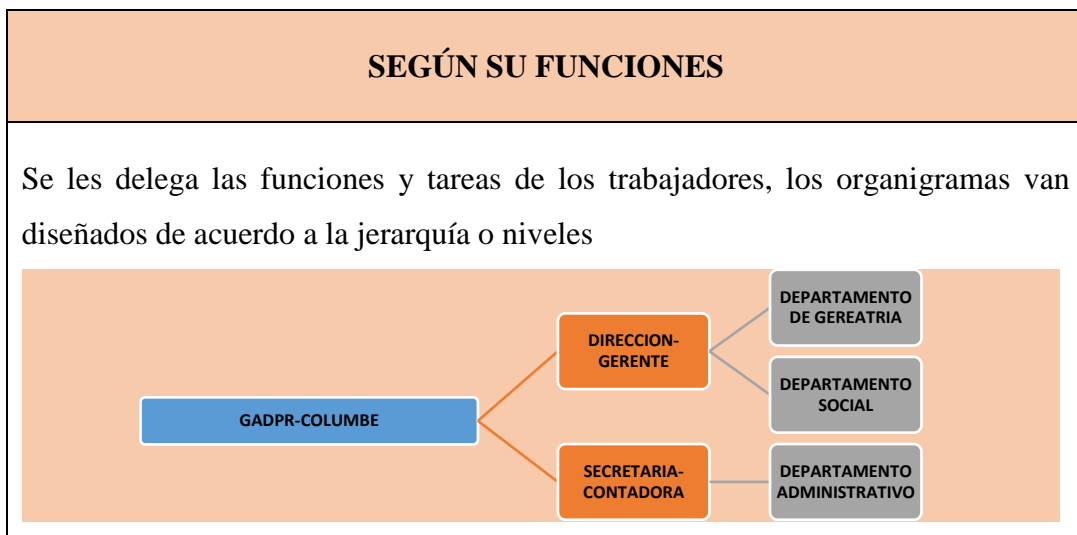 SEGÚN SU FUNCIONES
Se les delega las funciones y tareas de los trabajadores, los organigramas van
diseñados de acuerdo a la jerarquía o niveles
GADPR-COLUMBE
DIRECCION-
GERENTE
DEPARTAMENTO
DE GEREATRIA
DEPARTAMENTO
SOCIAL
SECRETARIA-
CONTADORA
DEPARTAMENTO
ADMINISTRATIVO